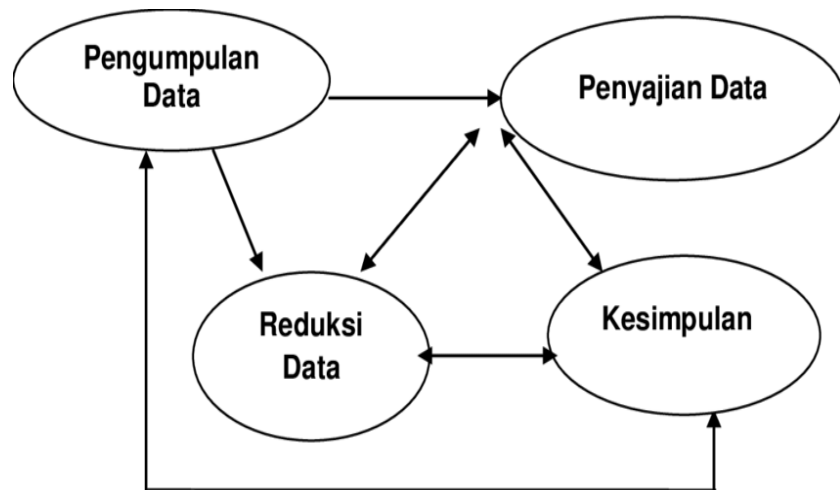 Pengumpulan
Data
Penyajian Data
Reduksi
Data
Kesimpulan